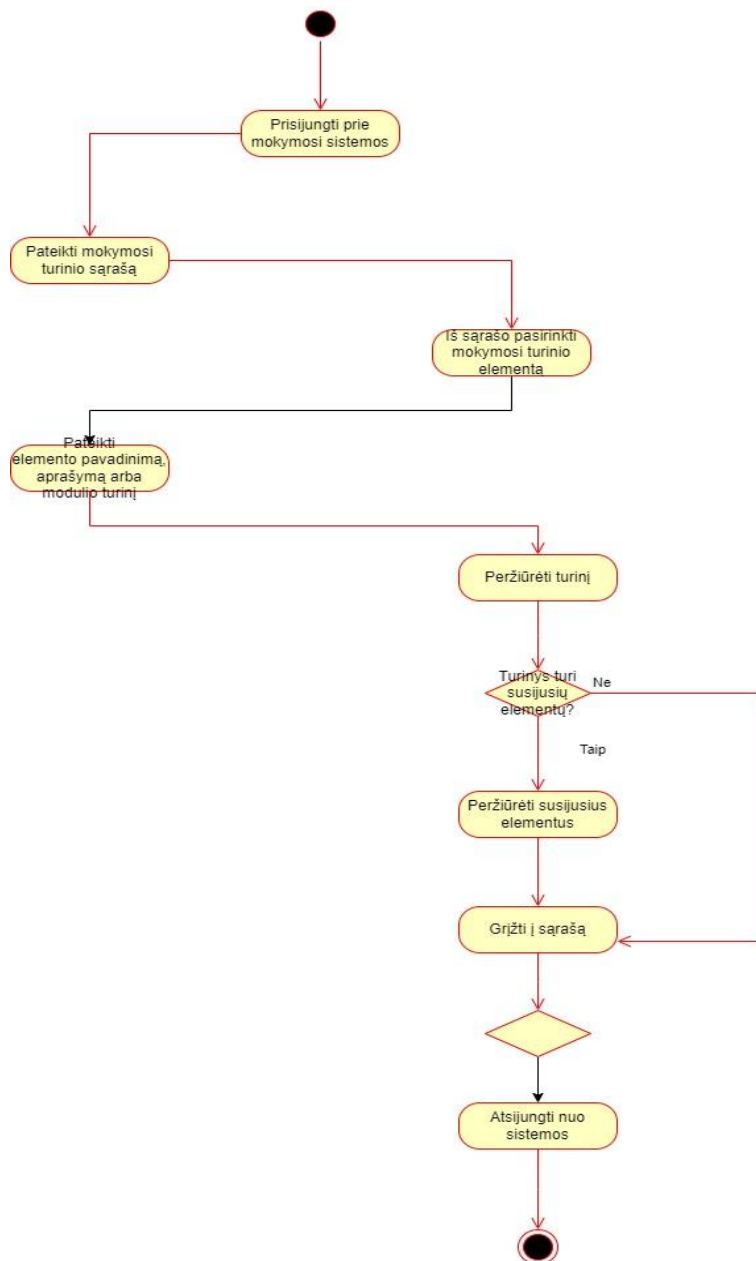 Prisijungti prie
mokymosi sistemos
Pateikti mokymosi
turinio sąrašą
Iš sąrašo pasirinkti
mokymosi turinio
elementą
Pateikti
elemento pavadinimą,
aprašymą arba
modulio turinį
Peržiūrėti turinį
Turinys turi
susijusių
elementų?
Ne
Taip
Peržiūrėti susijusius
elementus
Grįžti į sąrašą
Atsijungti nuo
sistemos